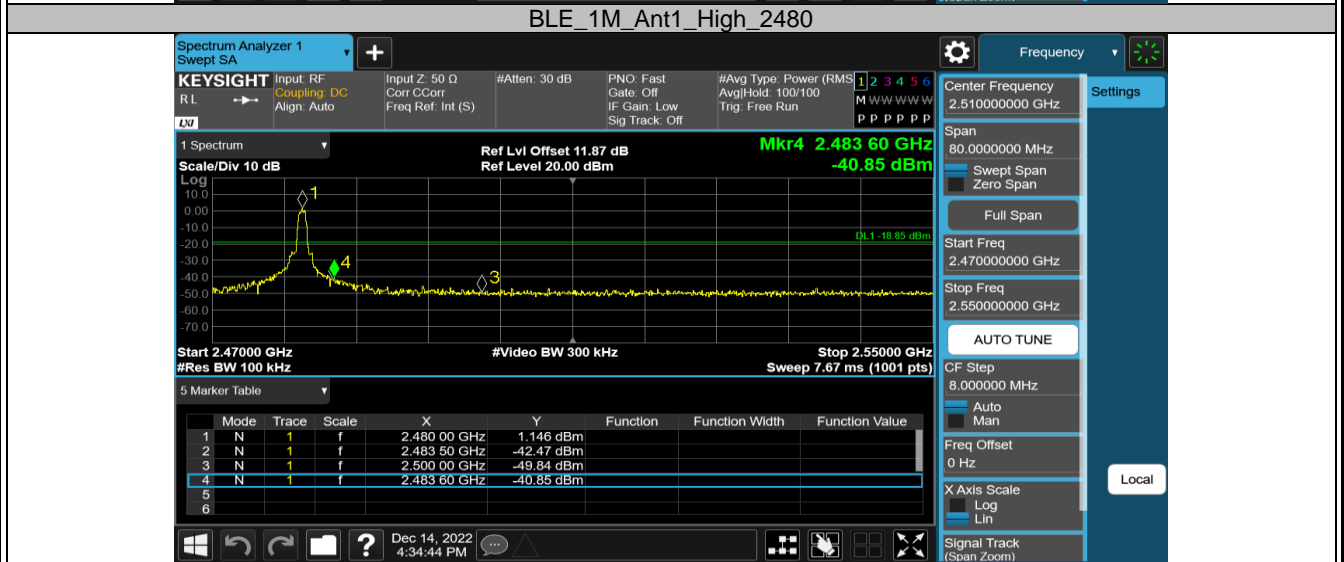 BLE_1M_Ant1_High_2480
Spectrum Analyzer 1
Swept SA
Frequency
KEYSIGHT
R L
LXI
Input: RF
Coupling: DC
Align: Auto
Input Z: 50 Ω
Corr CCorr
Freq Ref: Int (S)
#Atten: 30 dB
PNO: Fast
Gate: Off
IF Gain: Low
Sig Track: Off
#Avg Type: Power (RMS
Avg|Hold: 100/100
Trig: Free Run
1 2 3 4 5 6
M W W W W W
P P P P P P
1 Spectrum
Scale/Div 10 dB
Ref Lvl Offset 11.87 dB
Ref Level 20.00 dBm
Mkr4 2.483 60 GHz
-40.85 dBm
Log
10.0
0.00
-10.0
-20.0
-30.0
-40.0
-50.0
-60.0
-70.0
1
4
3
DL1 -18.85 dBm
Start 2.47000 GHz
#Video BW 300 kHz
Stop 2.55000 GHz
#Res BW 100 kHz
Sweep 7.67 ms (1001 pts)
5 Marker Table
Mode Trace Scale X Y Function Function Width Function Value
1 N 1 f 2.480 00 GHz 1.146 dBm
2 N 1 f 2.483 50 GHz -42.47 dBm
3 N 1 f 2.500 00 GHz -49.84 dBm
4 N 1 f 2.483 60 GHz -40.85 dBm
5
6
Dec 14, 2022
4:34:44 PM
Center Frequency
2.510000000 GHz
Settings
Span
80.0000000 MHz
Swept Span
Zero Span
Full Span
Start Freq
2.470000000 GHz
Stop Freq
2.550000000 GHz
AUTO TUNE
CF Step
8.000000 MHz
Auto
Man
Freq Offset
0 Hz
Local
X Axis Scale
Log
Lin
Signal Track
(Span Zoom)